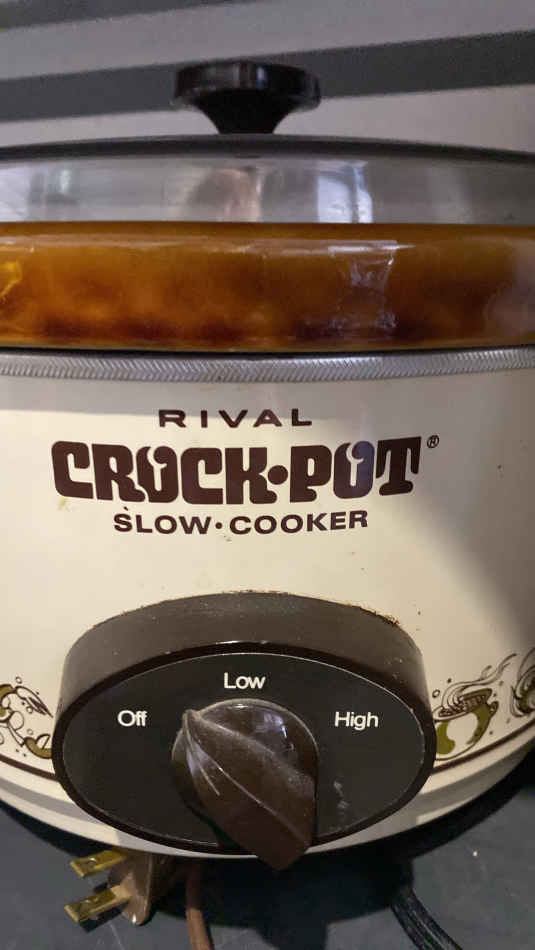 RIVAL
CROCK•POT®
SLOW•COOKER
Low
Off High